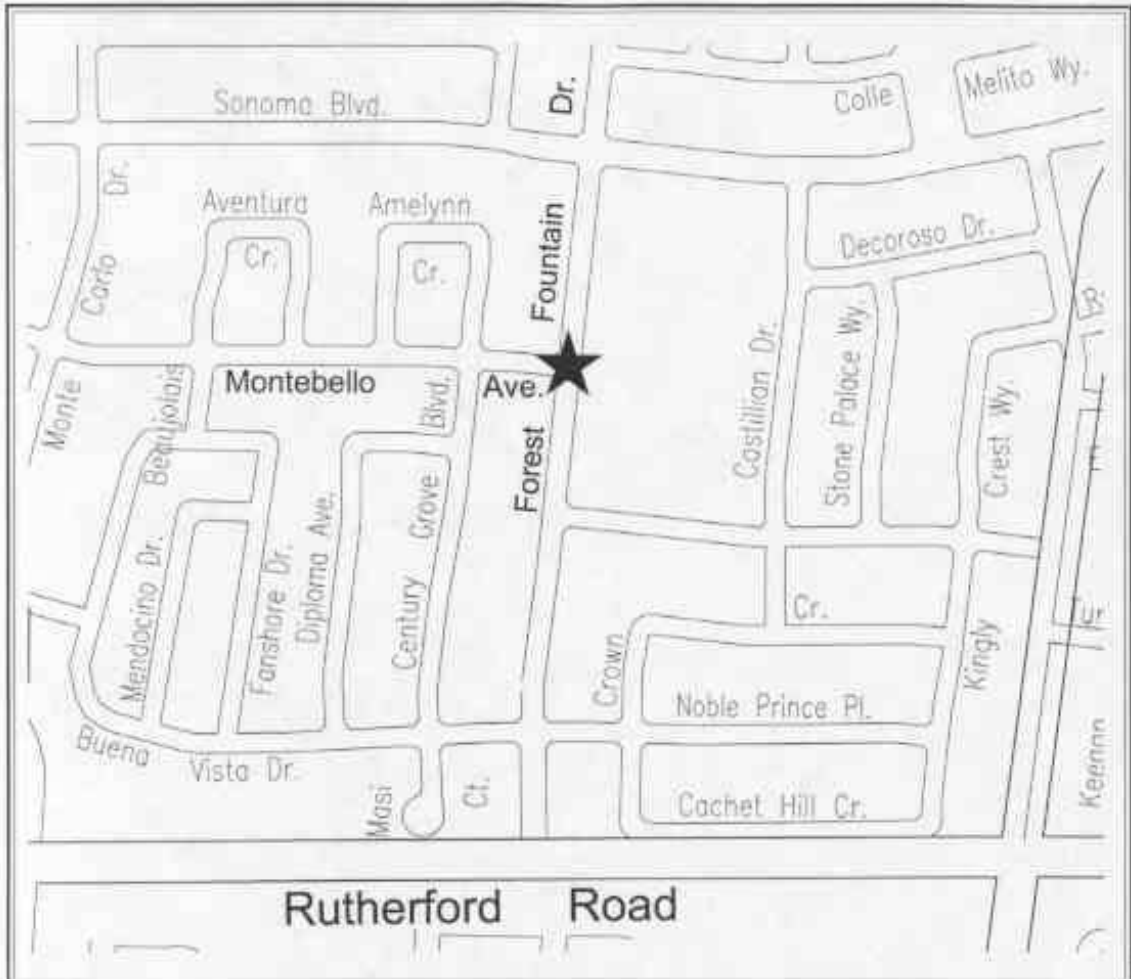 Sonoma Blvd.
Dr.
Colle
Melito Wy.
Dr.
Carlo
Monte
Aventura
Cr.
Amelynn
Cr.
Fountain
Forest
Decoroso Dr.
Montebello Ave.
Beaujolais
Blvd.
Grove
Century
Castillian Dr.
Stone Palace Wy.
Crest Wy.
Mendocino Dr.
Fanshore Dr.
Diploma Ave.
Crown
Cr.
Kingly
Noble Prince Pl.
Buena
Vista Dr.
Masi
Ct.
Cachet Hill Cr.
Keenan
Rutherford Road